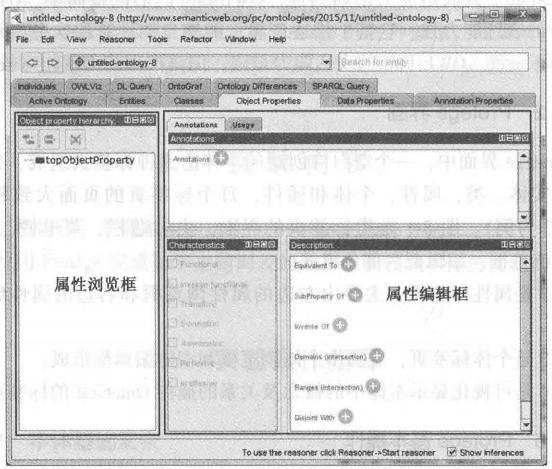 untitled-ontology-8 (http://www.semanticweb.org/pc/ontologies/2015/11/untitled-ontology-8)
File Edit View Reasoner Tools Refactor Window Help
untitled-ontology-8
Search for entity
Individuals OWLViz DL Query OntoGraf Ontology Differences SPARQL Query
Active Ontology Entities Classes Object Properties Data Properties Annotation Properties
Object property hierarchy:
topObjectProperty
属性浏览框
Annotations Usage
Annotations:
Annotations
Characteristics:
Functional
Inverse functional
Transitive
Symmetric
Asymmetric
Reflexive
Irreflexive
Description:
Equivalent To
SubProperty Of
属性编辑框
Inverse Of
Domains (intersection)
Ranges (intersection)
Disjoint With
To use the reasoner click Reasoner->Start reasoner Show Inferences